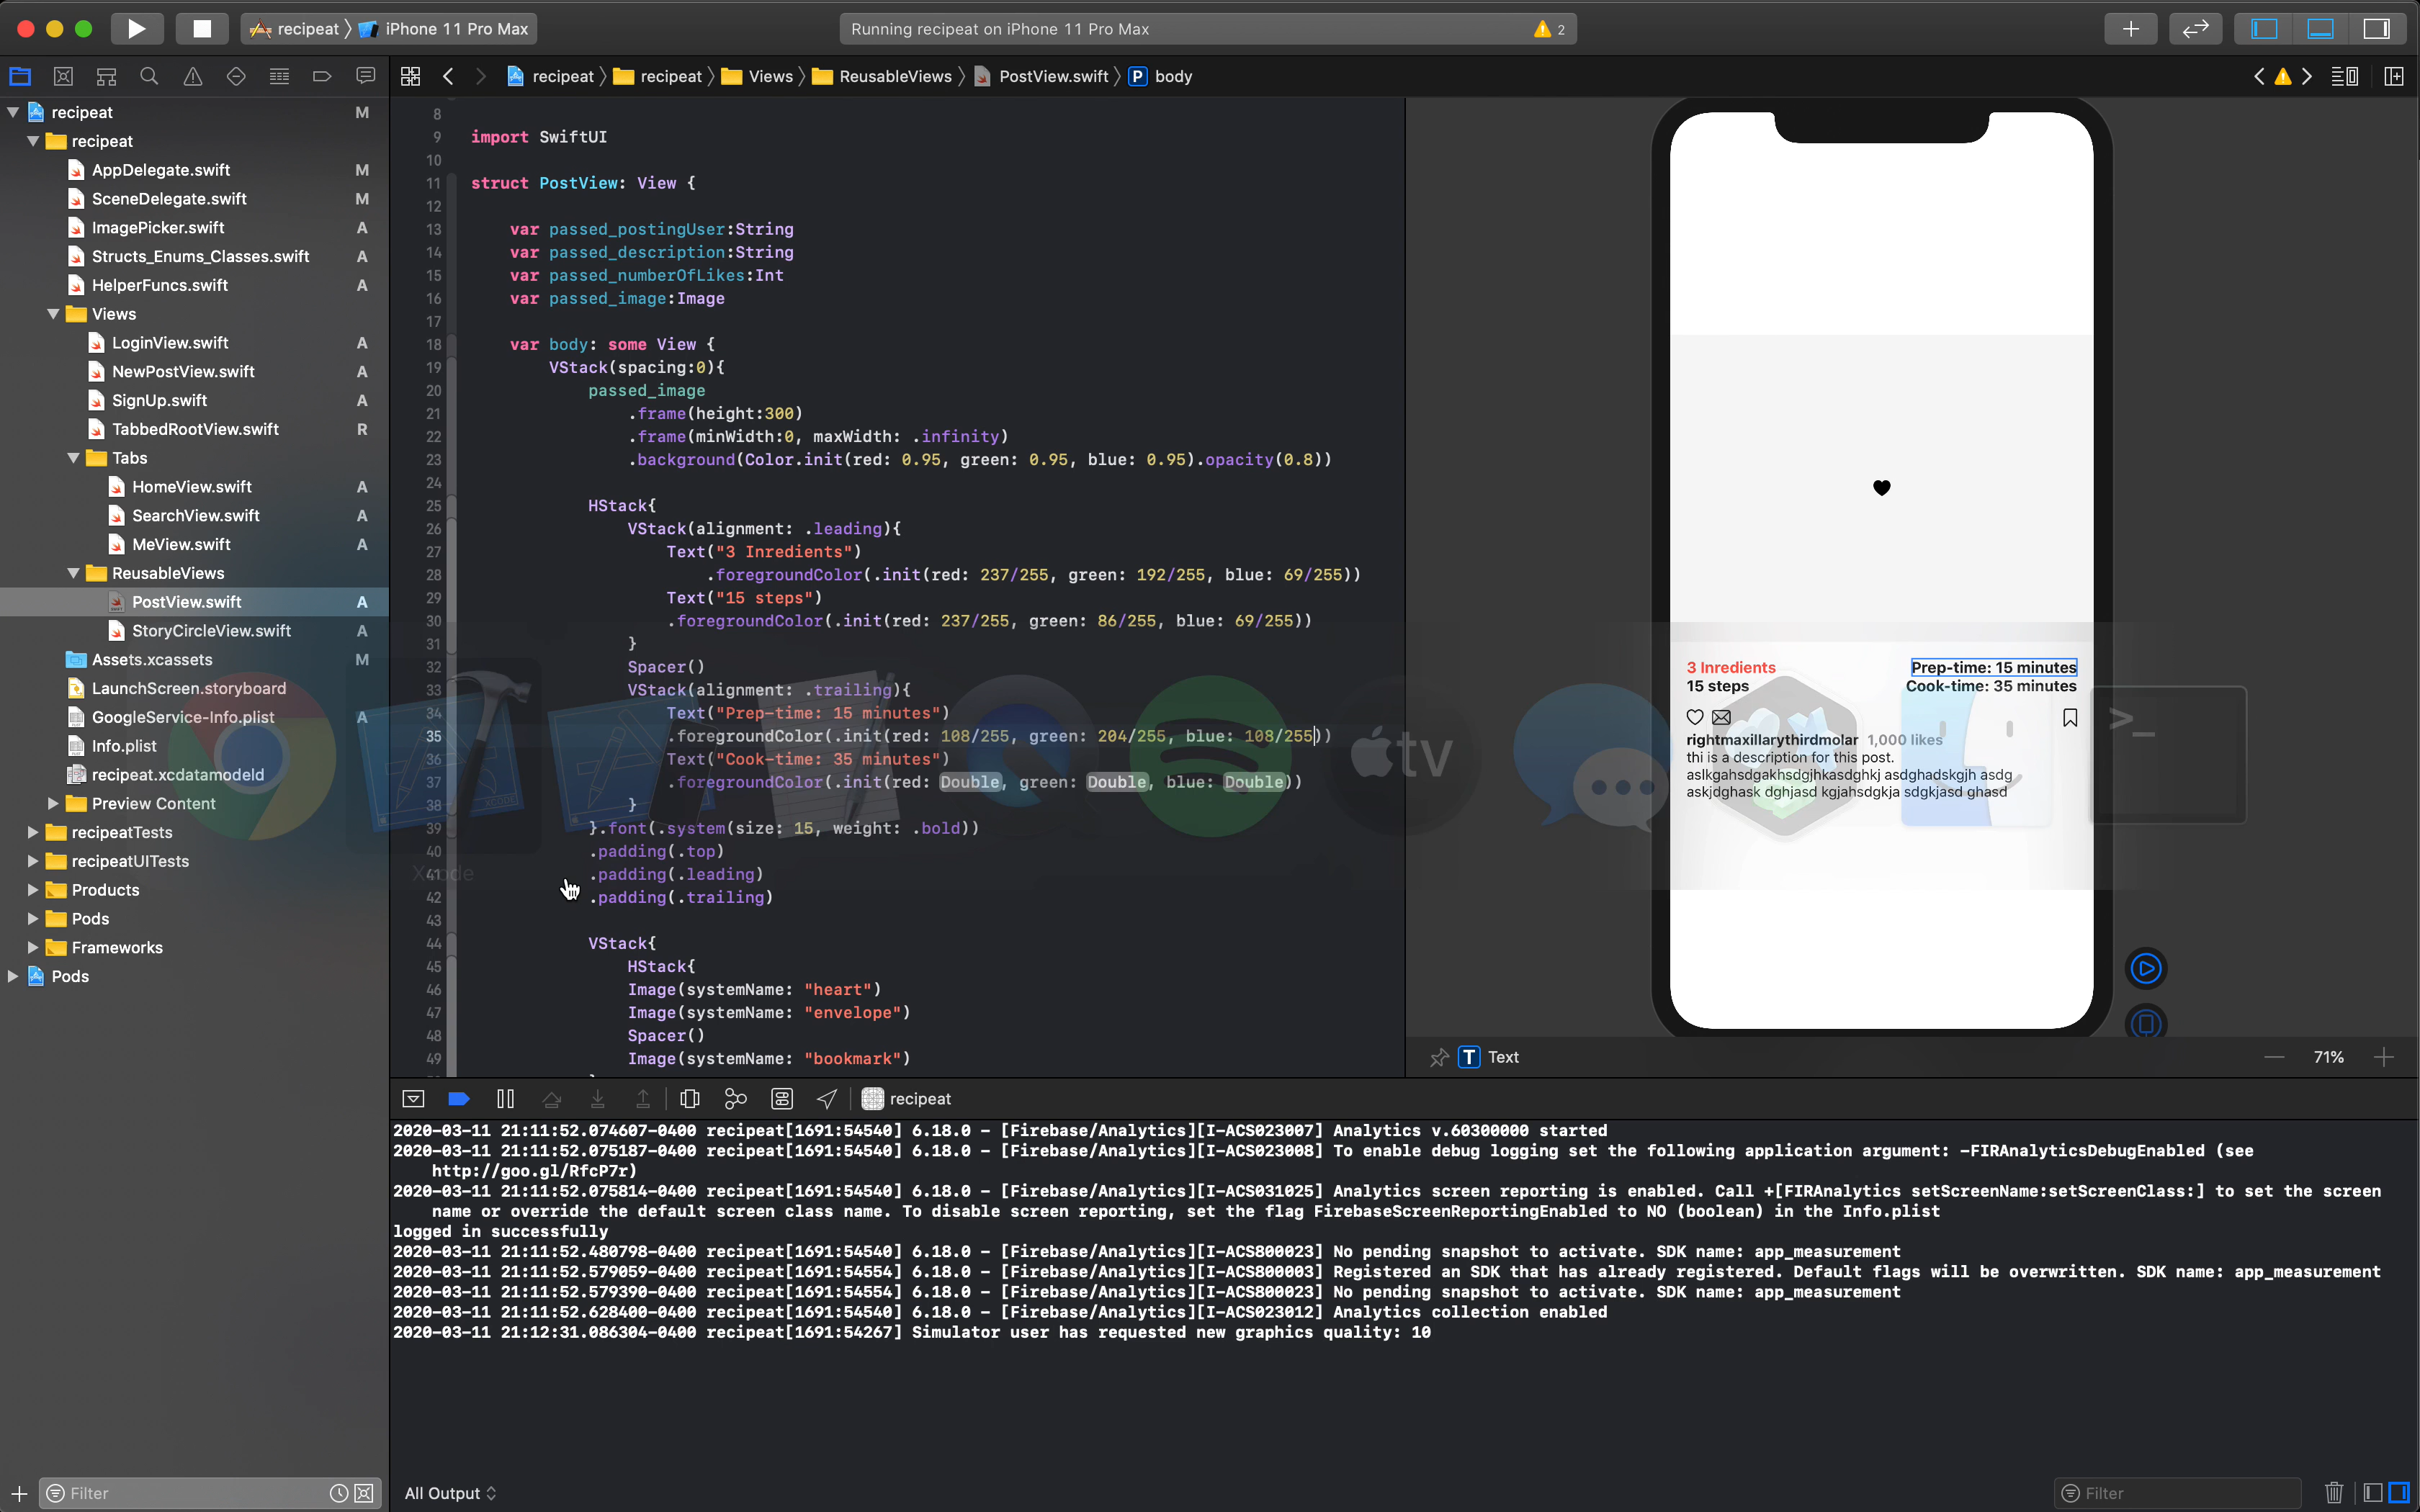 recipeat 〉 iPhone 11 Pro Max
Running recipeat on iPhone 11 Pro Max
2
recipeat 〉 recipeat 〉 Views 〉 ReusableViews 〉 PostView.swift 〉 P body
recipeat M
recipeat
AppDelegate.swift M
SceneDelegate.swift M
ImagePicker.swift A
Structs_Enums_Classes.swift A
HelperFuncs.swift A
Views
LoginView.swift A
NewPostView.swift A
SignUp.swift A
TabbedRootView.swift R
Tabs
HomeView.swift A
SearchView.swift A
MeView.swift A
ReusableViews
PostView.swift A
StoryCircleView.swift A
Assets.xcassets M
LaunchScreen.storyboard
GoogleService-Info.plist A
Info.plist
recipeat.xcdatamodeld
Preview Content
recipeatTests
recipeatUITests
Products
Pods
Frameworks
Pods
Filter
8
9 import SwiftUI
10
11 struct PostView: View {
12
13 var passed_postingUser:String
14 var passed_description:String
15 var passed_numberOfLikes:Int
16 var passed_image:Image
17
18 var body: some View {
19 VStack(spacing:0){
20 passed_image
21 .frame(height:300)
22 .frame(minWidth:0, maxWidth: .infinity)
23 .background(Color.init(red: 0.95, green: 0.95, blue: 0.95).opacity(0.8))
24
25 HStack{
26 VStack(alignment: .leading){
27 Text("3 Inredients")
28 .foregroundColor(.init(red: 237/255, green: 192/255, blue: 69/255))
29 Text("15 steps")
30 .foregroundColor(.init(red: 237/255, green: 86/255, blue: 69/255))
31 }
32 Spacer()
33 VStack(alignment: .trailing){
34 Text("Prep-time: 15 minutes")
35 .foregroundColor(.init(red: 108/255, green: 204/255, blue: 108/255))
36 Text("Cook-time: 35 minutes")
37 .foregroundColor(.init(red: Double, green: Double, blue: Double))
38 }
39 }.font(.system(size: 15, weight: .bold))
40 .padding(.top)
41 .padding(.leading)
42 .padding(.trailing)
43
44 VStack{
45 HStack{
46 Image(systemName: "heart")
47 Image(systemName: "envelope")
48 Spacer()
49 Image(systemName: "bookmark")
Xcode
XCODE
tv
>_
3 Inredients Prep-time: 15 minutes
15 steps Cook-time: 35 minutes
rightmaxillarythirdmolar 1,000 likes
thi is a description for this post.
aslkgahsdgakhsdgjhkasdghkj asdghadskgjh asdg
askjdghask dghjasd kgjahsdgkja sdgkjasd ghasd
T Text
71%
recipeat
2020-03-11 21:11:52.074607-0400 recipeat[1691:54540] 6.18.0 - [Firebase/Analytics][I-ACS023007] Analytics v.60300000 started
2020-03-11 21:11:52.075187-0400 recipeat[1691:54540] 6.18.0 - [Firebase/Analytics][I-ACS023008] To enable debug logging set the following application argument: -FIRAnalyticsDebugEnabled (see
http://goo.gl/RfcP7r)
2020-03-11 21:11:52.075814-0400 recipeat[1691:54540] 6.18.0 - [Firebase/Analytics][I-ACS031025] Analytics screen reporting is enabled. Call +[FIRAnalytics setScreenName:setScreenClass:] to set the screen
name or override the default screen class name. To disable screen reporting, set the flag FirebaseScreenReportingEnabled to NO (boolean) in the Info.plist
logged in successfully
2020-03-11 21:11:52.480798-0400 recipeat[1691:54540] 6.18.0 - [Firebase/Analytics][I-ACS800023] No pending snapshot to activate. SDK name: app_measurement
2020-03-11 21:11:52.579059-0400 recipeat[1691:54554] 6.18.0 - [Firebase/Analytics][I-ACS800003] Registered an SDK that has already registered. Default flags will be overwritten. SDK name: app_measurement
2020-03-11 21:11:52.579390-0400 recipeat[1691:54554] 6.18.0 - [Firebase/Analytics][I-ACS800023] No pending snapshot to activate. SDK name: app_measurement
2020-03-11 21:11:52.628400-0400 recipeat[1691:54540] 6.18.0 - [Firebase/Analytics][I-ACS023012] Analytics collection enabled
2020-03-11 21:12:31.086304-0400 recipeat[1691:54267] Simulator user has requested new graphics quality: 10
All Output
Filter